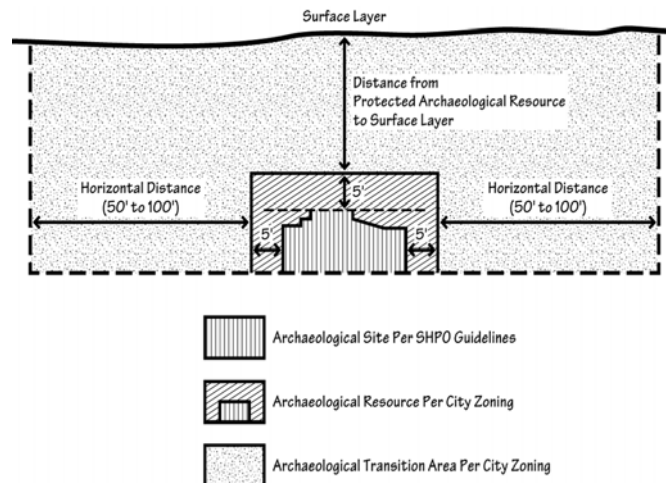 Surface Layer
Distance from
Protected Archaeological Resource
to Surface Layer
Horizontal Distance
(50' to 100')
5'
Horizontal Distance
(50' to 100')
5'
5'
Archaeological Site Per SHPO Guidelines
Archaeological Resource Per City Zoning
Archaeological Transition Area Per City Zoning